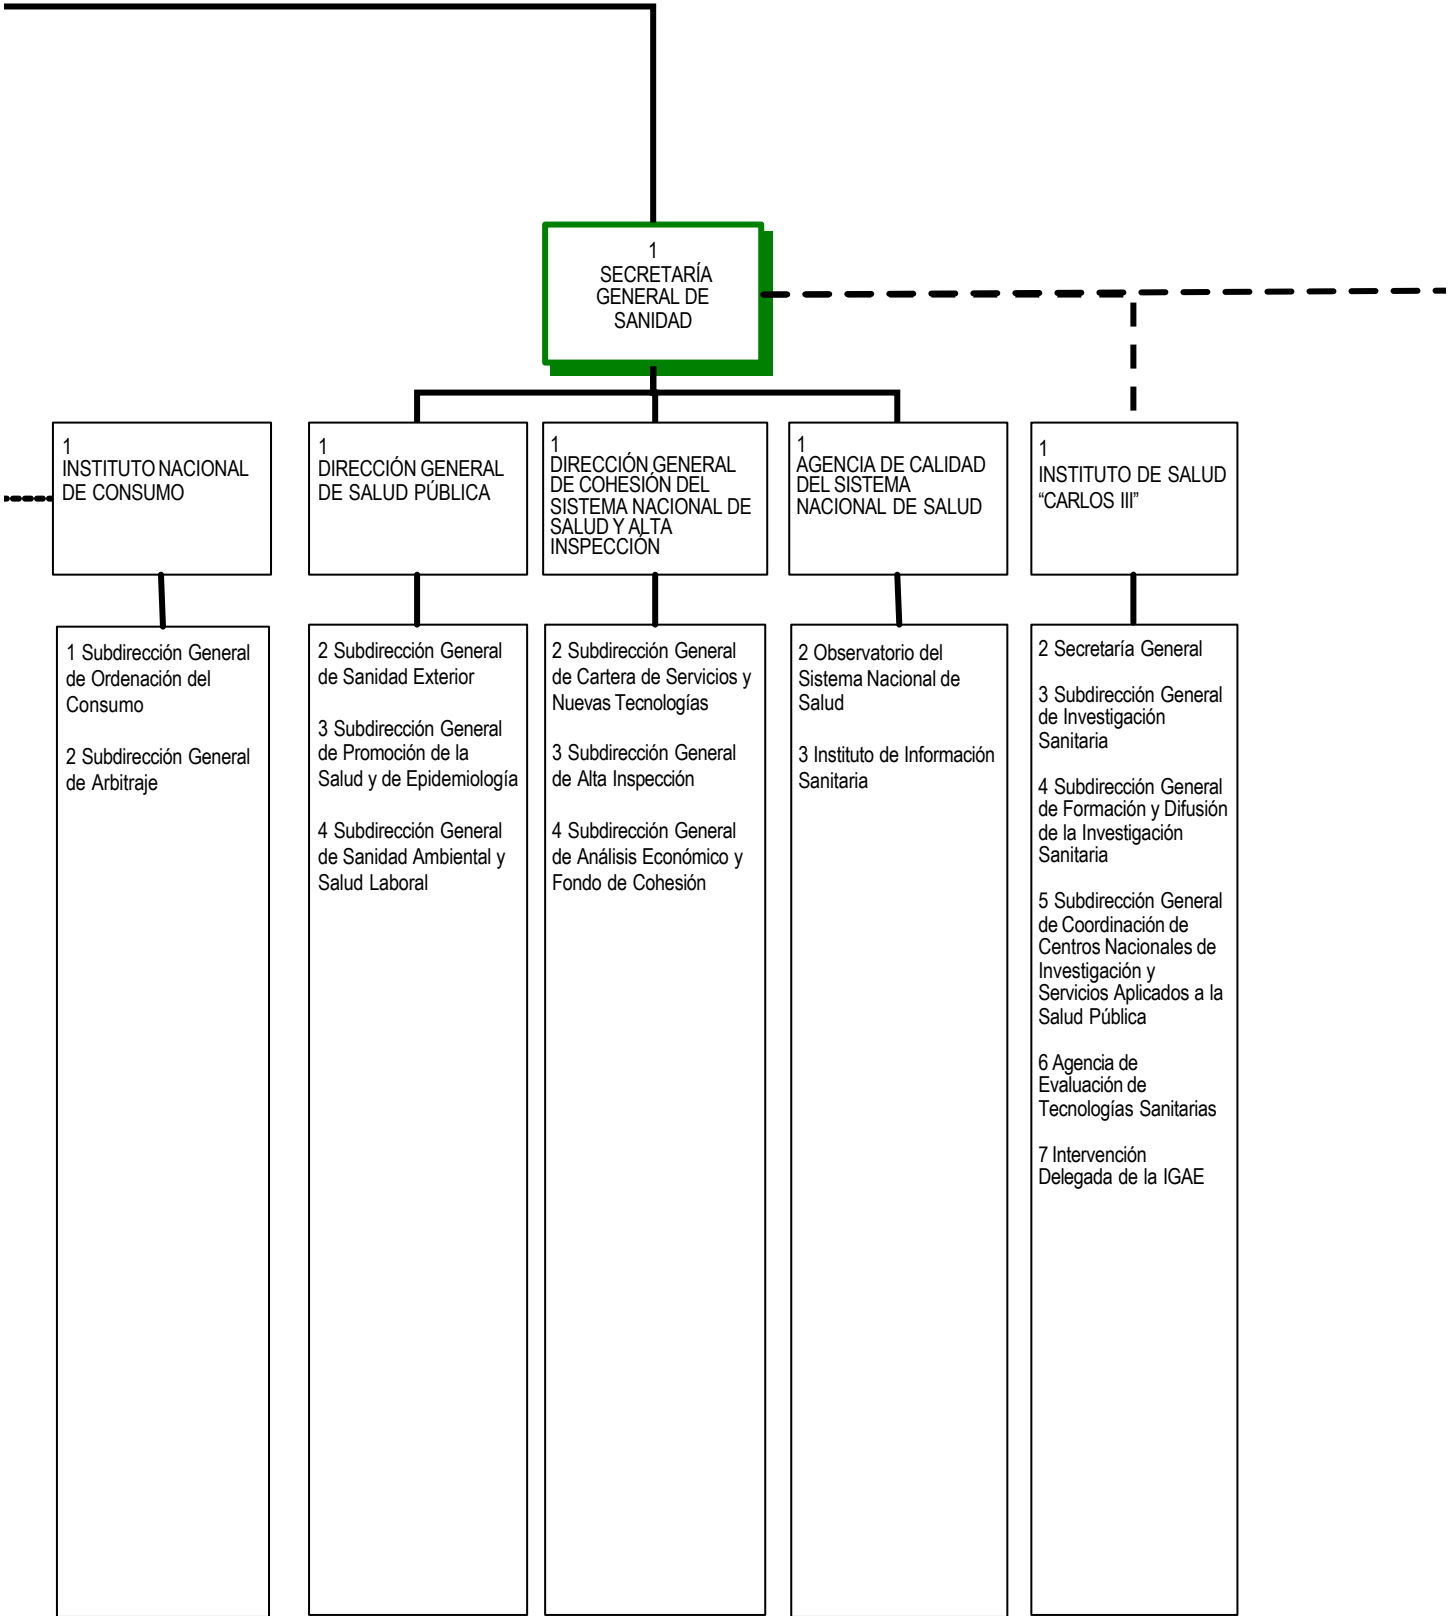 1
SECRETARÍA
GENERAL DE
SANIDAD
1
INSTITUTO NACIONAL
DE CONSUMO
1
DIRECCIÓN GENERAL
DE SALUD PÚBLICA
1
DIRECCIÓN GENERAL
DE COHESIÓN DEL
SISTEMA NACIONAL DE
SALUD Y ALTA
INSPECCIÓN
1
AGENCIA DE CALIDAD
DEL SISTEMA
NACIONAL DE SALUD
1
INSTITUTO DE SALUD
“CARLOS III”
1 Subdirección General
de Ordenación del
Consumo
2 Subdirección General
de Arbitraje
2 Subdirección General
de Sanidad Exterior
3 Subdirección General
de Promoción de la
Salud y de Epidemiología
4 Subdirección General
de Sanidad Ambiental y
Salud Laboral
2 Subdirección General
de Cartera de Servicios y
Nuevas Tecnologías
3 Subdirección General
de Alta Inspección
4 Subdirección General
de Análisis Económico y
Fondo de Cohesión
2 Observatorio del
Sistema Nacional de
Salud
3 Instituto de Información
Sanitaria
2 Secretaría General
3 Subdirección General
de Investigación
Sanitaria
4 Subdirección General
de Formación y Difusión
de la Investigación
Sanitaria
5 Subdirección General
de Coordinación de
Centros Nacionales de
Investigación y
Servicios Aplicados a la
Salud Pública
6 Agencia de
Evaluación de
Tecnologías Sanitarias
7 Intervención
Delegada de la IGAE